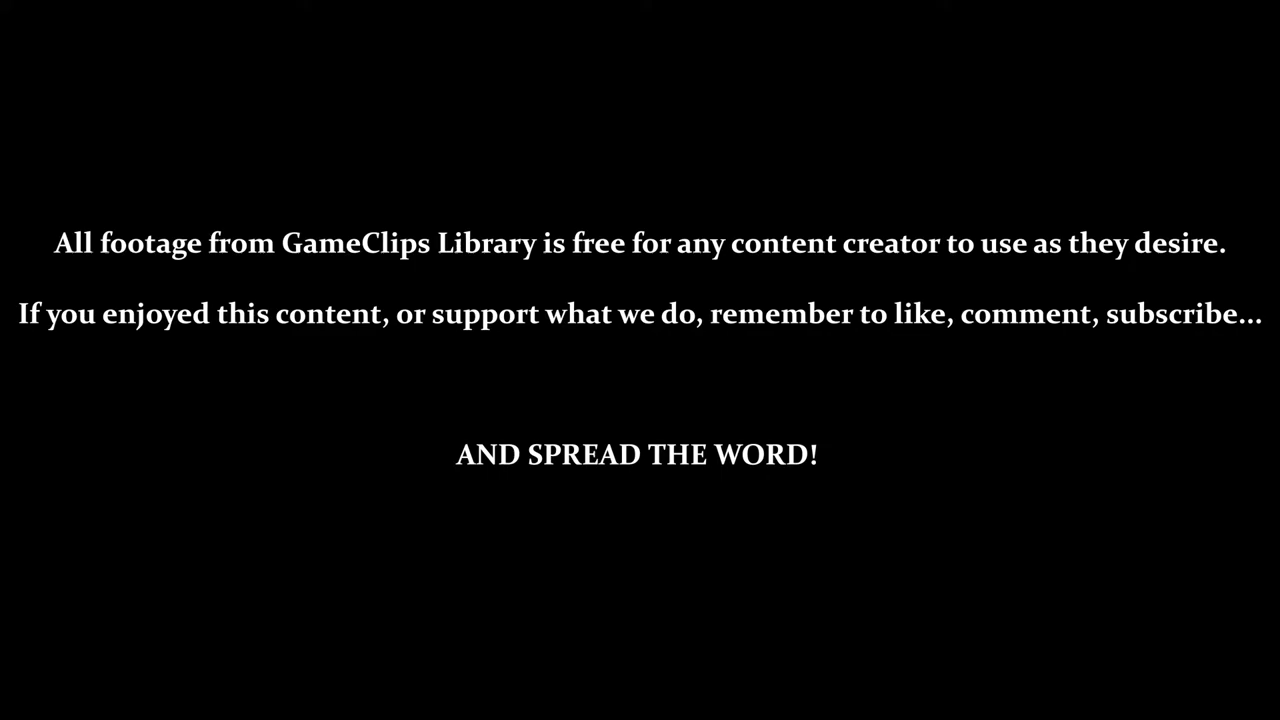 All footage from GameClips Library is free for any content creator to use as they desire.
If you enjoyed this content, or support what we do, remember to like, comment, subscribe...
AND SPREAD THE WORD!